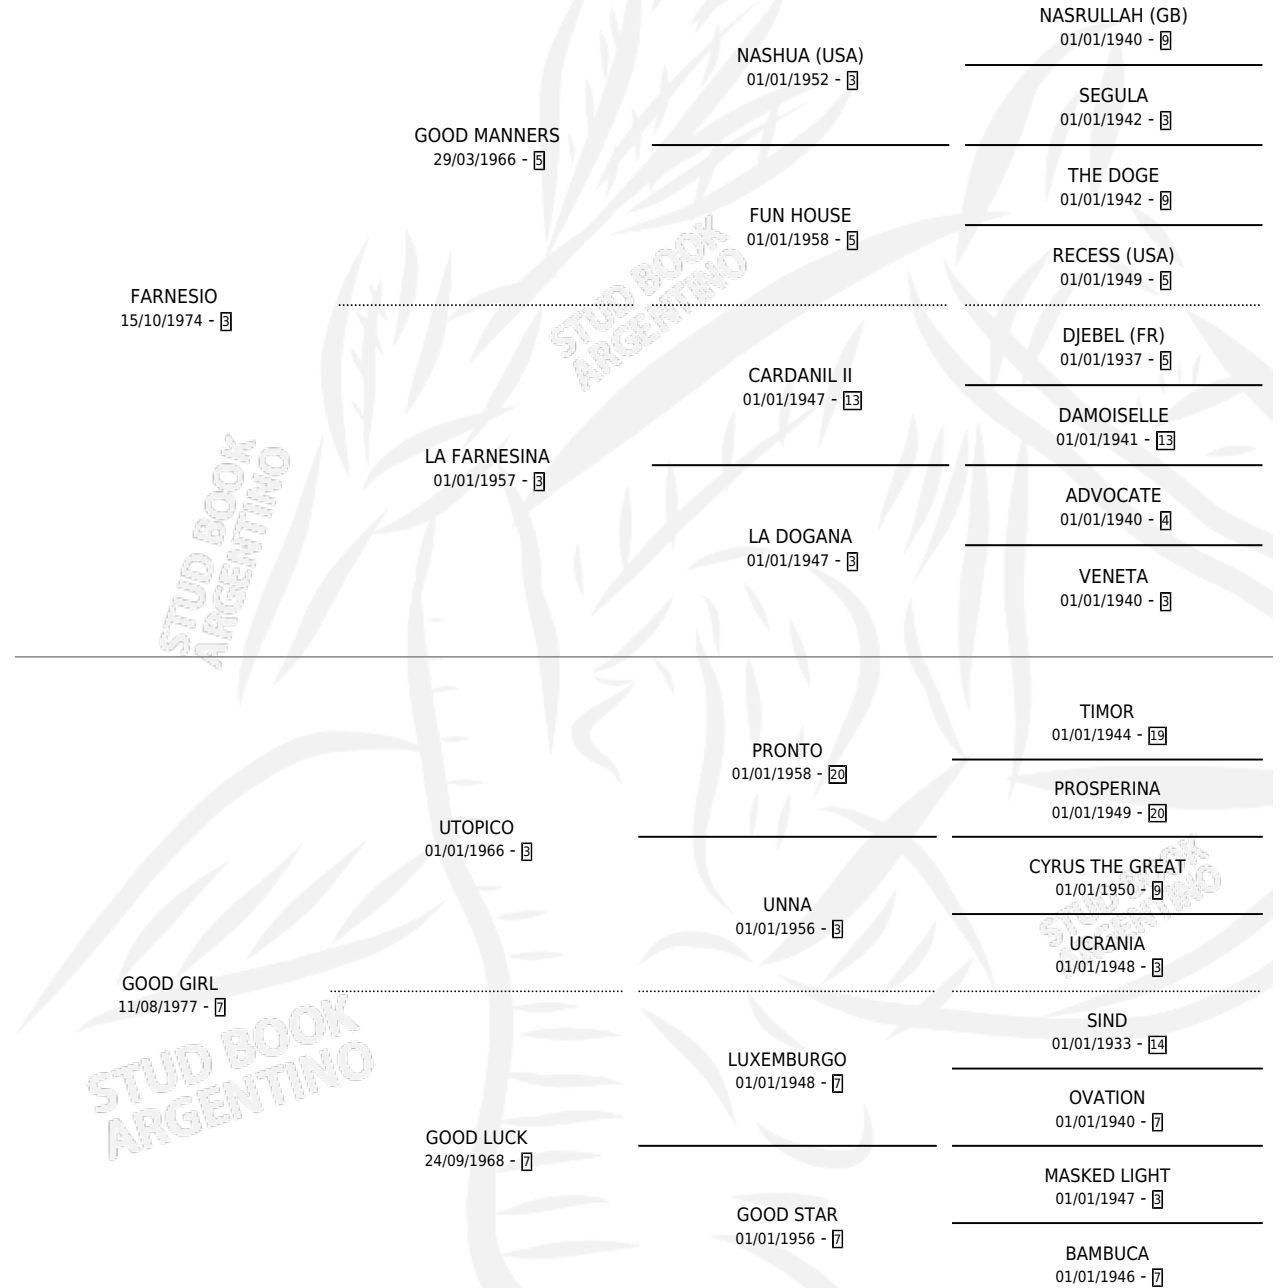 NASRULLAH (GB)
01/01/1940 - 9
NASHUA (USA)
01/01/1952 - 3
SEGULA
01/01/1942 - 3
GOOD MANNERS
29/03/1966 - 5
THE DOGE
01/01/1942 - 9
FUN HOUSE
01/01/1958 - 5
RECESS (USA)
01/01/1949 - 5
FARNESIO
15/10/1974 - 3
DJEBEL (FR)
01/01/1937 - 5
CARDANIL II
01/01/1947 - 13
DAMOISELLE
01/01/1941 - 13
LA FARNESINA
01/01/1957 - 3
ADVOCATE
01/01/1940 - 4
LA DOGANA
01/01/1947 - 3
VENETA
01/01/1940 - 3
TIMOR
01/01/1944 - 19
PRONTO
01/01/1958 - 20
PROSPERINA
01/01/1949 - 20
UTOPICO
01/01/1966 - 3
CYRUS THE GREAT
01/01/1950 - 9
UNNA
01/01/1956 - 3
UCRANIA
01/01/1948 - 3
GOOD GIRL
11/08/1977 - 7
SIND
01/01/1933 - 14
LUXEMBURGO
01/01/1948 - 7
OVATION
01/01/1940 - 7
GOOD LUCK
24/09/1968 - 7
MASKED LIGHT
01/01/1947 - 3
GOOD STAR
01/01/1956 - 7
BAMBUCA
01/01/1946 - 7
STUD BOOK
ARGENTINO
STUD BOOK
ARGENTINO
STUD BOOK
ARGENTINO
STUD BOOK
ARGENTINO